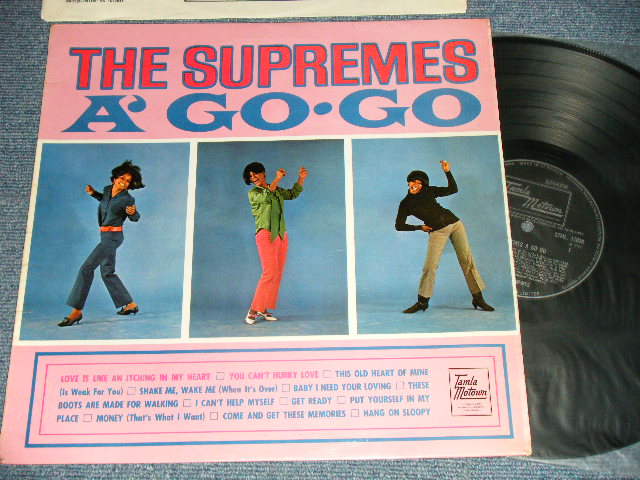 THE SUPREMES
A' GO•GO
LOVE IS LIKE AN ITCHING IN MY HEART □ YOU CAN'T HURRY LOVE □ THIS OLD HEART OF MINE
(Is Weak For You) □ SHAKE ME, WAKE ME (When It's Over) □ BABY I NEED YOUR LOVING □ THESE
BOOTS ARE MADE FOR WALKING □ I CAN'T HELP MYSELF □ GET READY □ PUT YOURSELF IN MY
PLACE □ MONEY (That's What I Want) □ COME AND GET THESE MEMORIES □ HANG ON SLOOPY
Tamla
Motown
Tamla
Motown
STML 11039